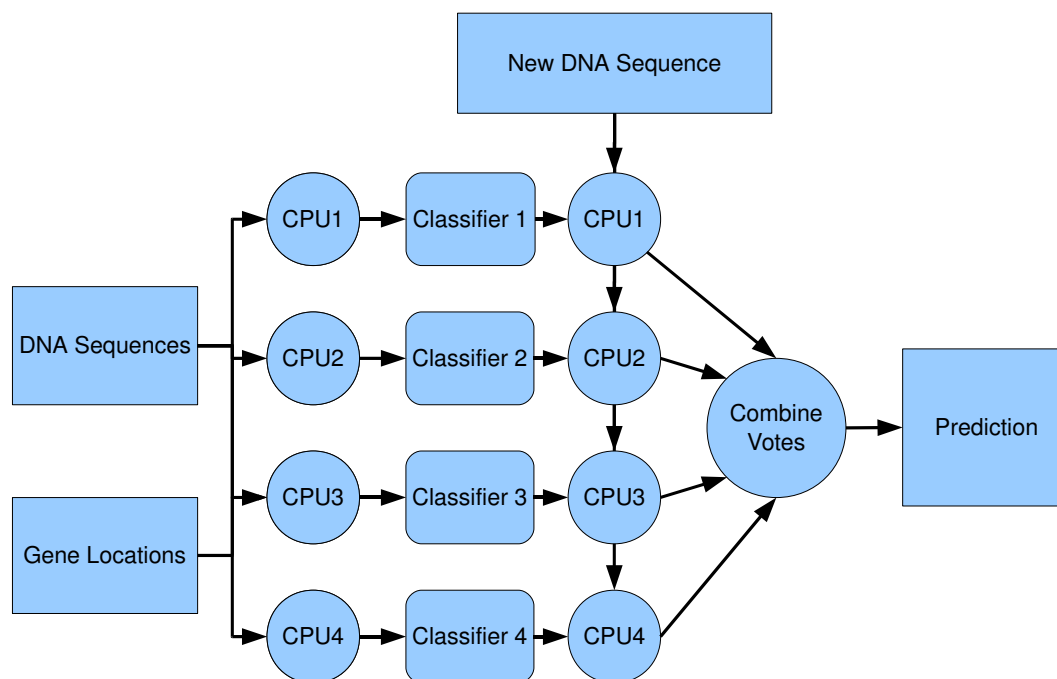 New DNA Sequence
CPU1
Classifier 1
CPU1
DNA Sequences
CPU2
Classifier 2
CPU2
Combine
Votes
Prediction
Gene Locations
CPU3
Classifier 3
CPU3
CPU4
Classifier 4
CPU4